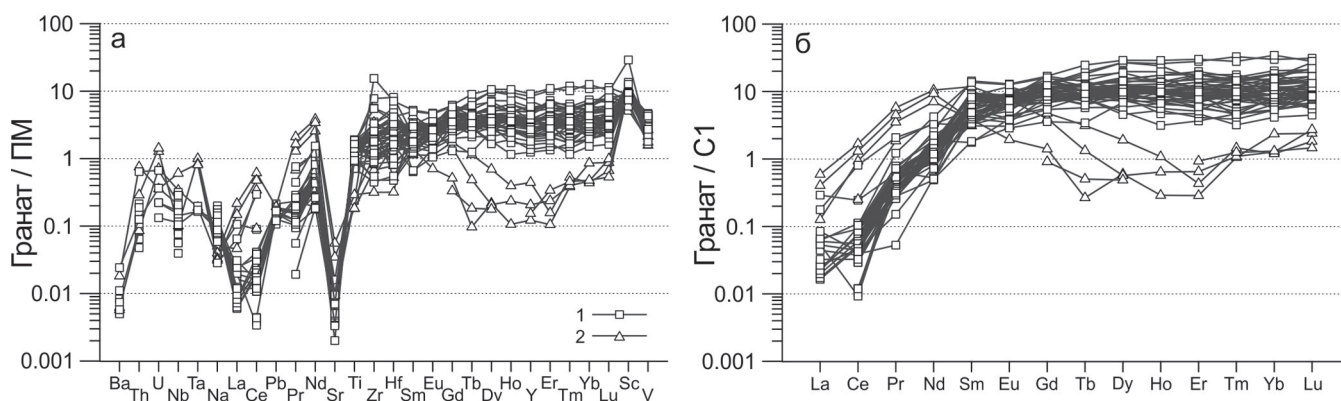 а
Гранат / ПМ
100
10
1
0.1
0.01
0.001
1
2
Ba Th U Nb Ta Na La Ce Pb Pr Nd Sr Ti Zr Hf Sm Eu Gd Tb Dy Ho Y Er Tm Yb Lu Sc V
б
Гранат / С1
100
10
1
0.1
0.01
0.001
La Ce Pr Nd Sm Eu Gd Tb Dy Ho Er Tm Yb Lu